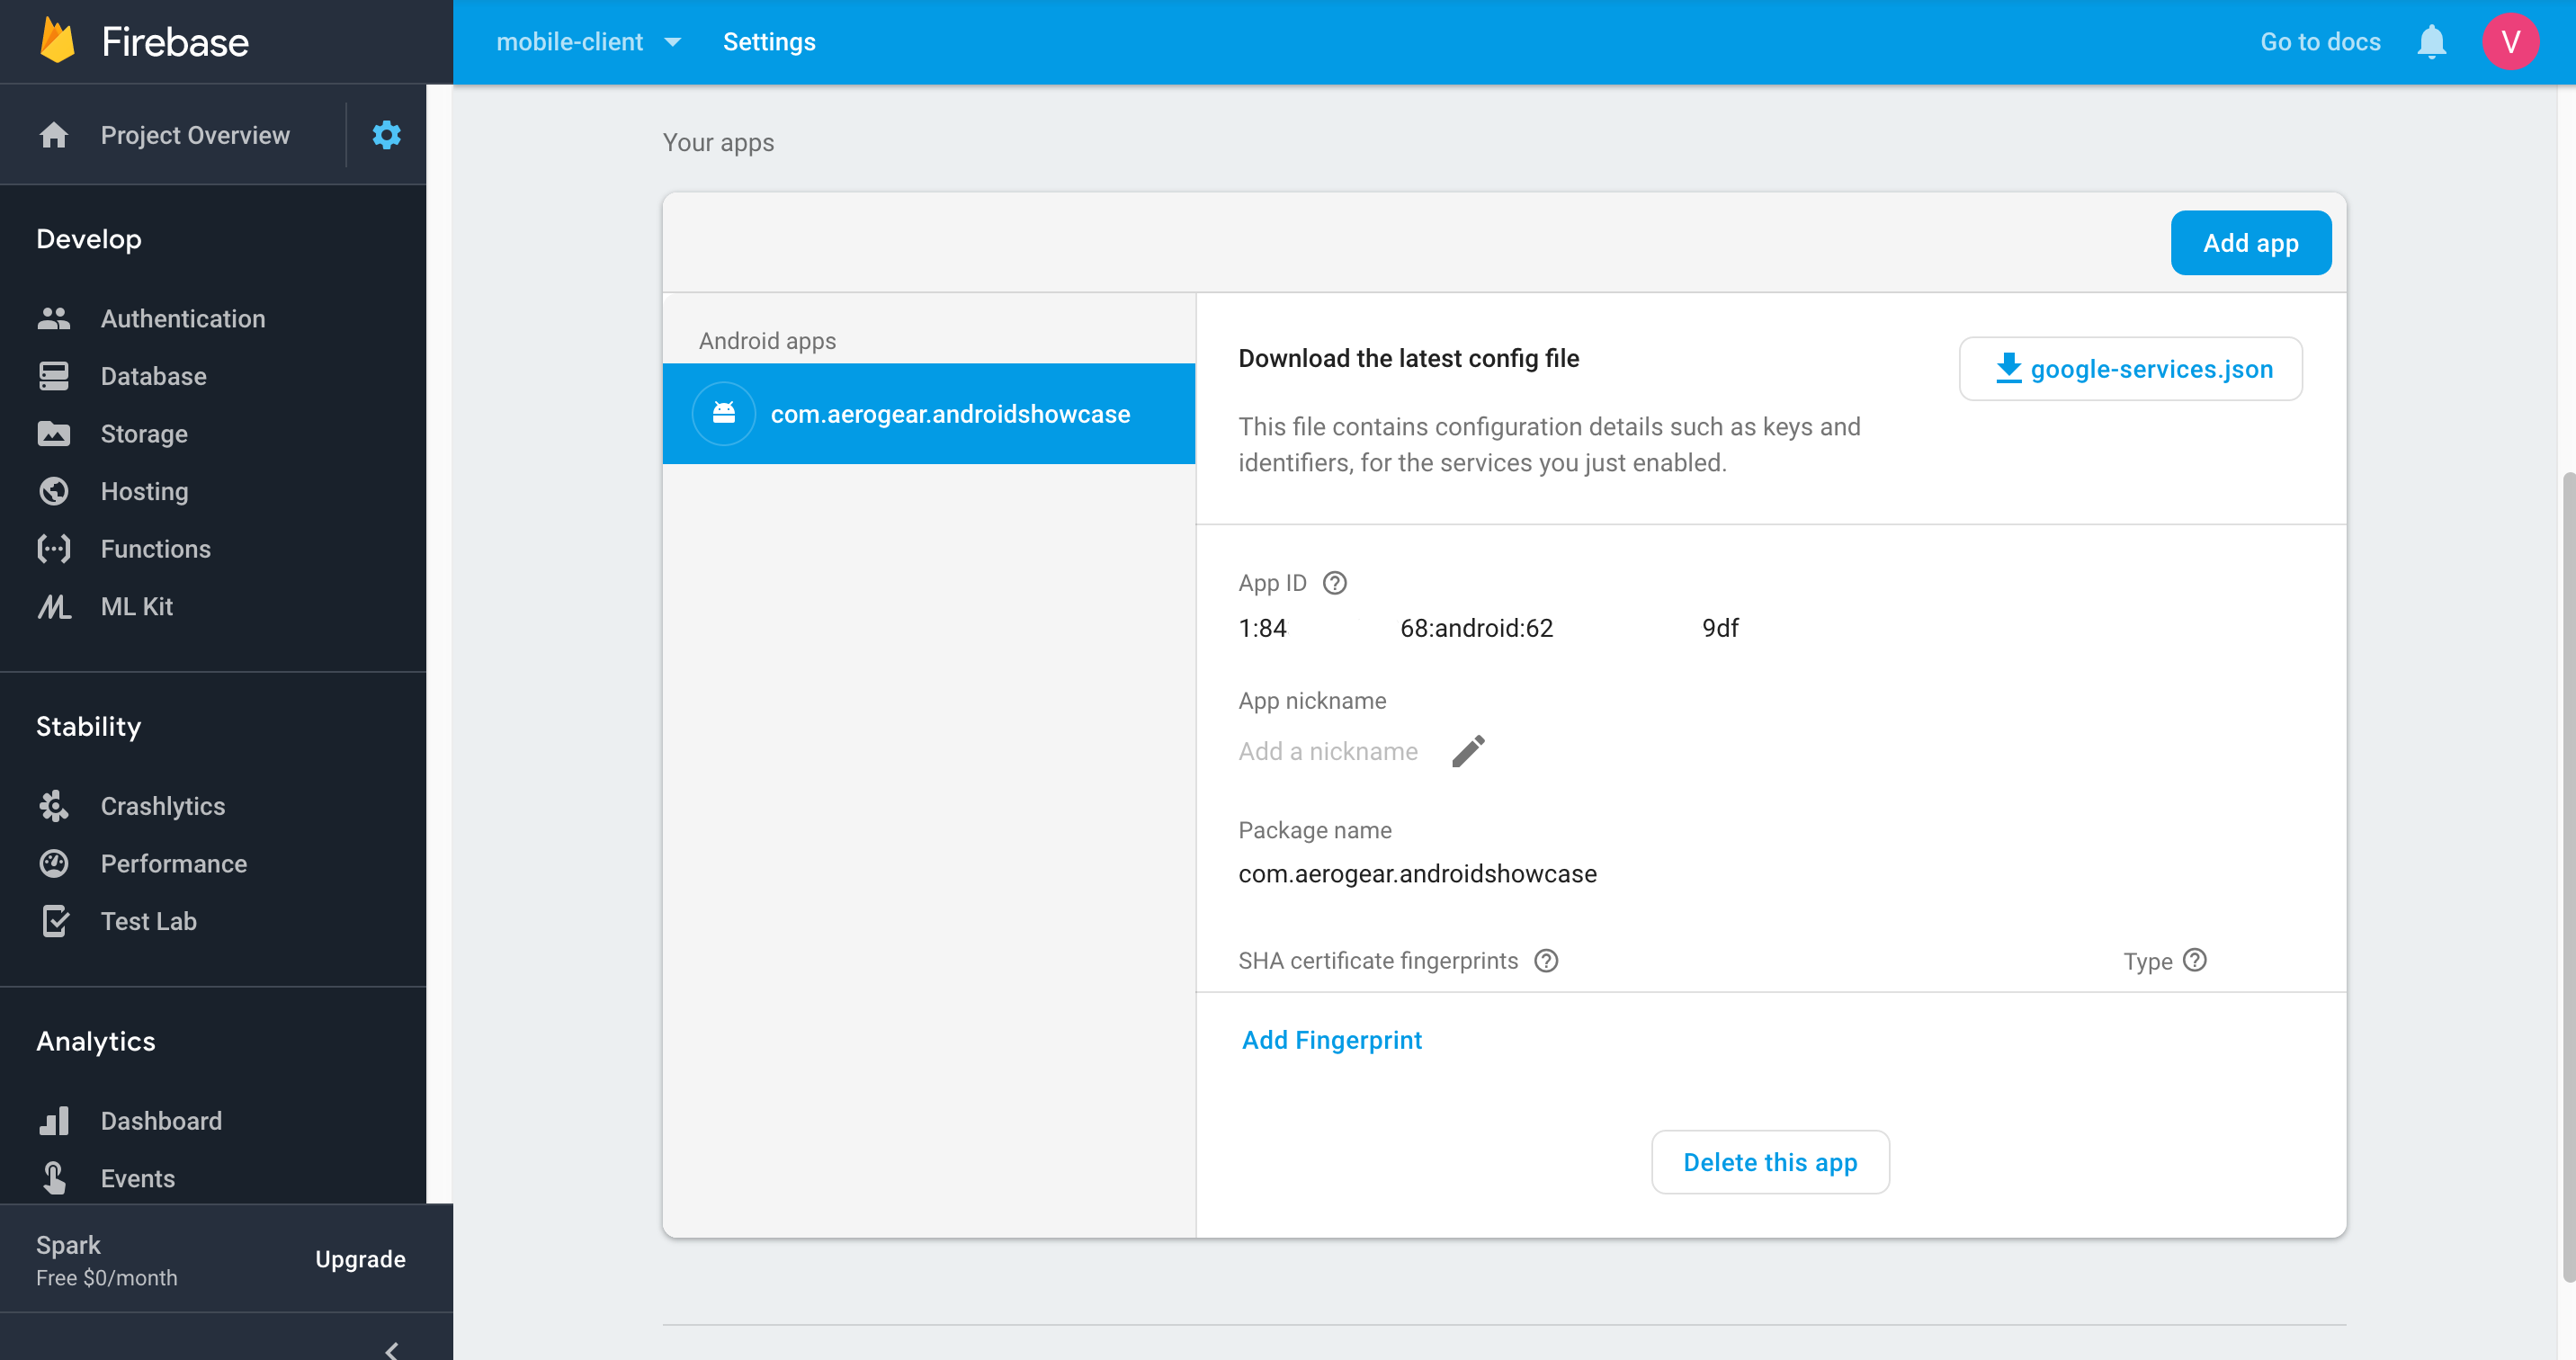 Firebase
mobile-client Settings Go to docs V
Project Overview
Develop
Authentication
Database
Storage
Hosting
Functions
ML Kit
Stability
Crashlytics
Performance
Test Lab
Analytics
Dashboard
Events
Spark
Free $0/month
Upgrade
Your apps
Add app
Android apps
com.aerogear.androidshowcase
Download the latest config file
google-services.json
This file contains configuration details such as keys and
identifiers, for the services you just enabled.
App ID
1:84 68:android:62 9df
App nickname
Add a nickname
Package name
com.aerogear.androidshowcase
SHA certificate fingerprints Type
Add Fingerprint
Delete this app